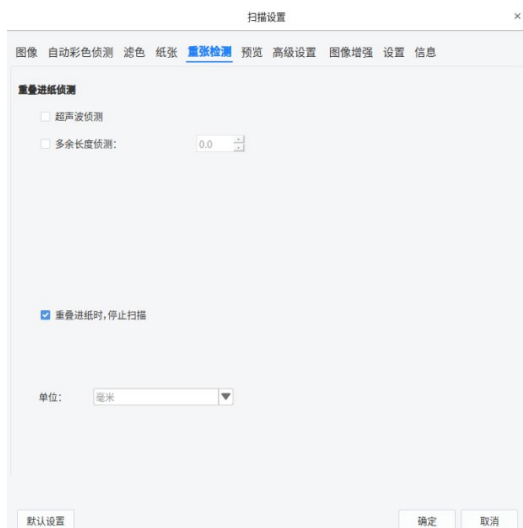 扫描设置
图像 自动彩色侦测 滤色 纸张 重张检测 预览 高级设置 图像增强 设置 信息
重叠进纸侦测
超声波侦测
多余长度侦测： 0.0
重叠进纸时,停止扫描
单位： 毫米
默认设置 确定 取消